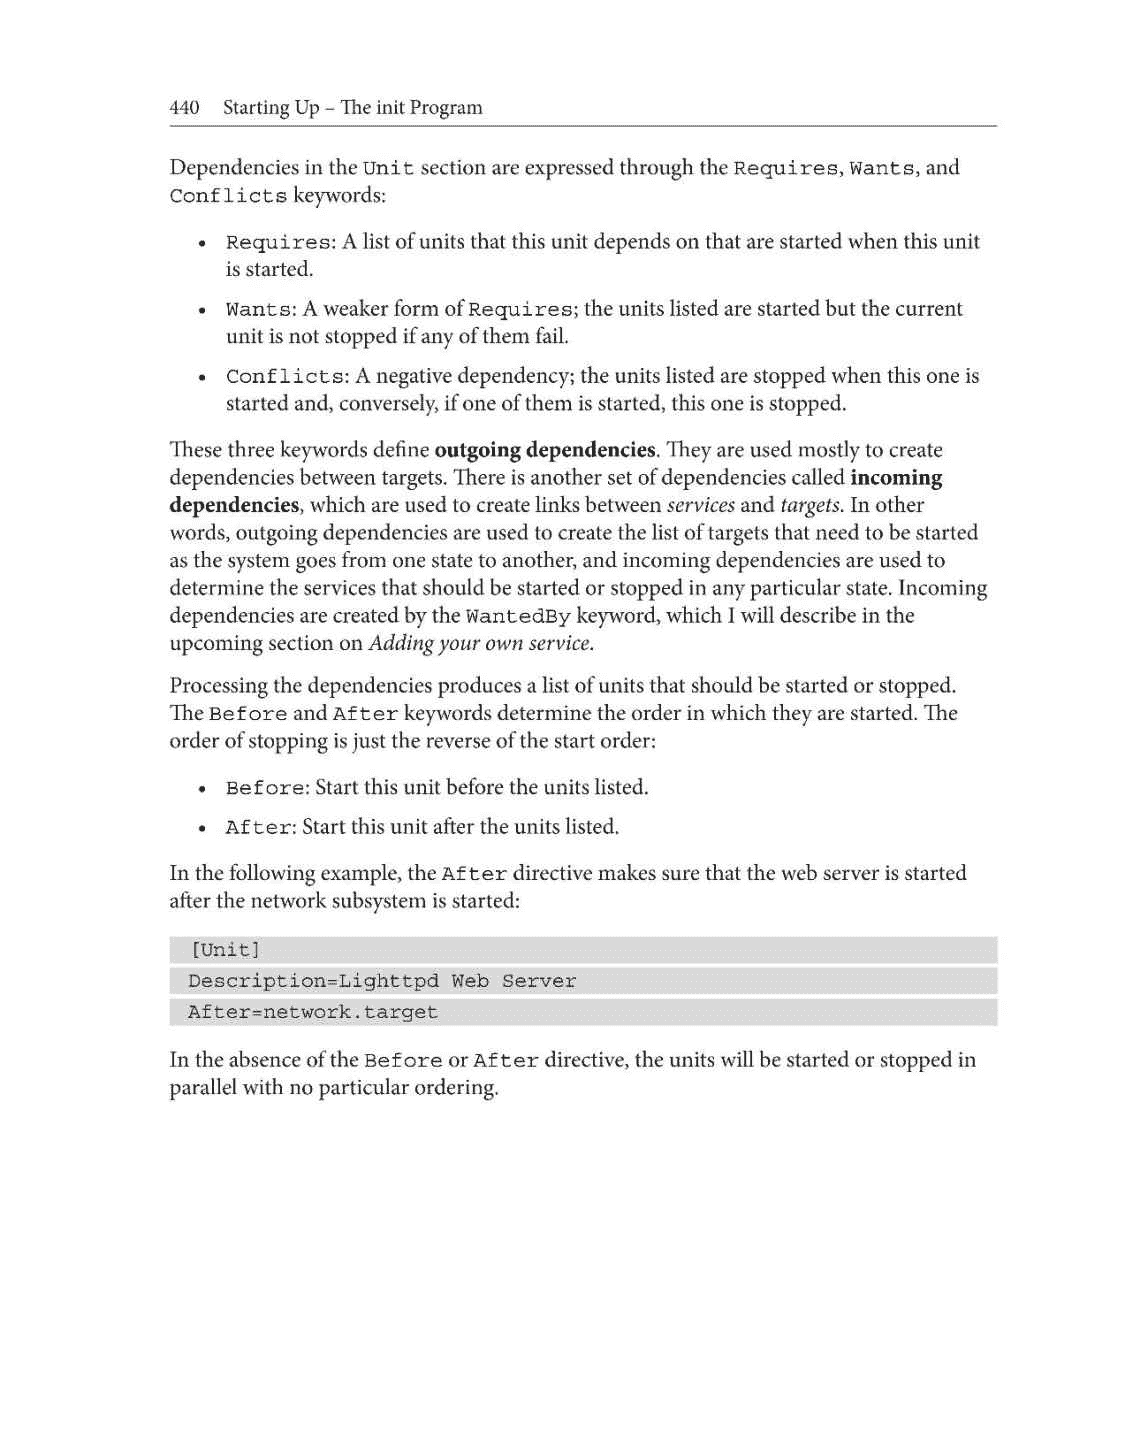 440 Starting Up – The init Program
Dependencies in the Unit section are expressed through the Requires, Wants, and
Conflicts keywords:
• Requires: A list of units that this unit depends on that are started when this unit
is started.
• Wants: A weaker form of Requires; the units listed are started but the current
unit is not stopped if any of them fail.
• Conflicts: A negative dependency; the units listed are stopped when this one is
started and, conversely, if one of them is started, this one is stopped.
These three keywords define outgoing dependencies. They are used mostly to create
dependencies between targets. There is another set of dependencies called incoming
dependencies, which are used to create links between services and targets. In other
words, outgoing dependencies are used to create the list of targets that need to be started
as the system goes from one state to another, and incoming dependencies are used to
determine the services that should be started or stopped in any particular state. Incoming
dependencies are created by the WantedBy keyword, which I will describe in the
upcoming section on Adding your own service.
Processing the dependencies produces a list of units that should be started or stopped.
The Before and After keywords determine the order in which they are started. The
order of stopping is just the reverse of the start order:
• Before: Start this unit before the units listed.
• After: Start this unit after the units listed.
In the following example, the After directive makes sure that the web server is started
after the network subsystem is started:
[Unit]
Description=Lighttpd Web Server
After=network.target
In the absence of the Before or After directive, the units will be started or stopped in
parallel with no particular ordering.